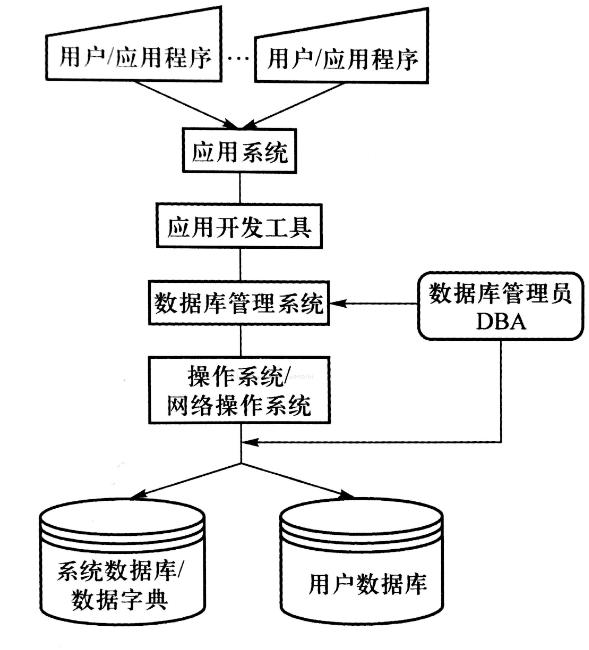 用户/应用程序 … 用户/应用程序
应用系统
应用开发工具
数据库管理系统
数据库管理员
DBA
操作系统/
网络操作系统
系统数据库/
数据字典
用户数据库